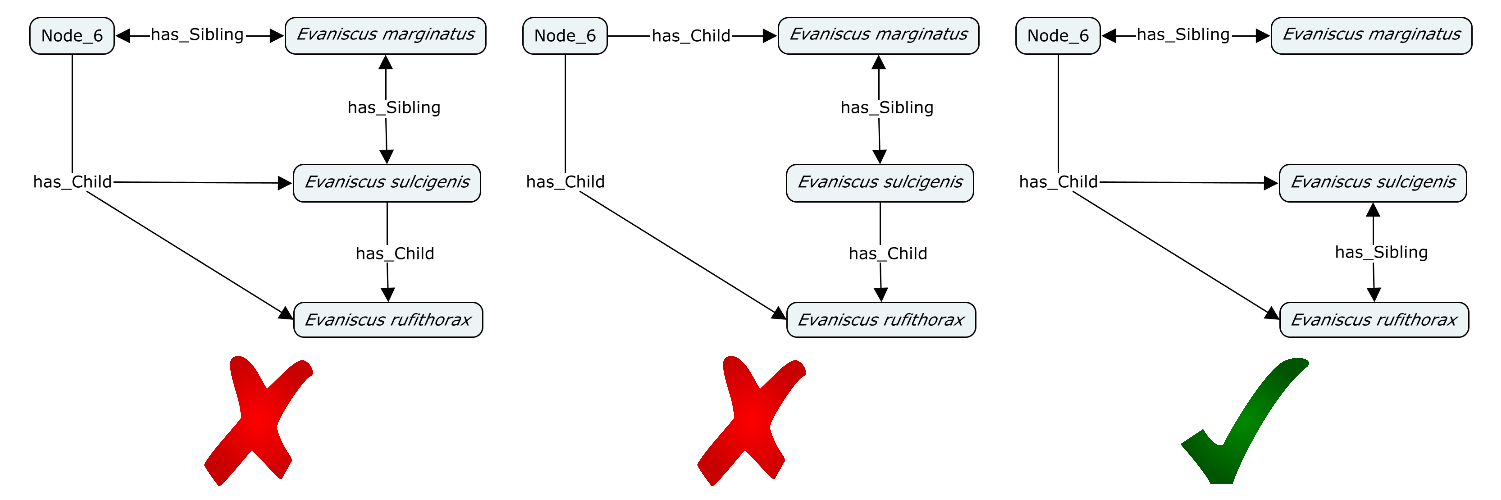 Node_6 has_Sibling Evaniscus marginatus
has_Sibling
has_Child Evaniscus sulcigenis
has_Child
Evaniscus rufithorax
Node_6 has_Child Evaniscus marginatus
has_Sibling
has_Child Evaniscus sulcigenis
has_Child
Evaniscus rufithorax
Node_6 has_Sibling Evaniscus marginatus
has_Child Evaniscus sulcigenis
has_Sibling
Evaniscus rufithorax